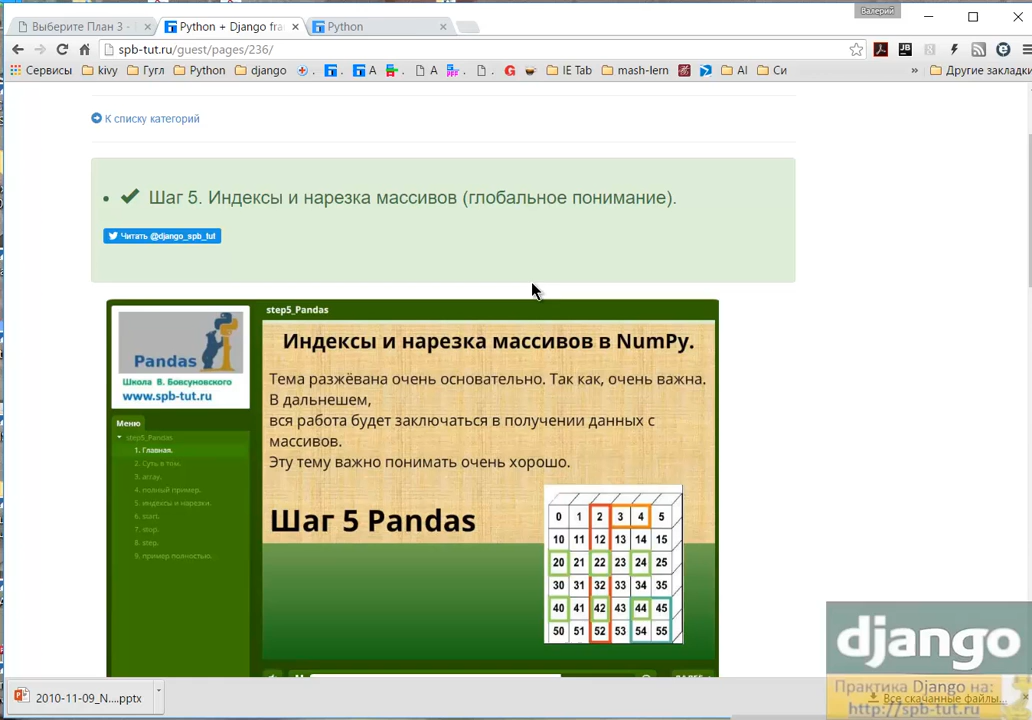 Валерий
Выберите План 3 -
Python + Django fra
Python
spb-tut.ru/guest/pages/236/
Сервисы
kivy
Гугл
Python
django
.
.
A
.
A
.
G
IE Tab
mash-lern
AI
Си
»
Другие закладки
К списку категорий
• Шаг 5. Индексы и нарезка массивов (глобальное понимание).
Читать @django_spb_tut
step5_Pandas
Pandas
Школа В. Бовсуновского
www.spb-tut.ru
Меню
step5_Pandas
1. Главная.
2. Суть в том.
3. array.
4. полный пример.
5. индексы и нарезки.
6. start.
7. stop.
8. step.
9. пример полностью.
Индексы и нарезка массивов в NumPy.
Тема разжёвана очень основательно. Так как, очень важна.
В дальнешем,
вся работа будет заключаться в получении данных с
массивов.
Эту тему важно понимать очень хорошо.
Шаг 5 Pandas
0 1 2 3 4 5
10 11 12 13 14 15
20 21 22 23 24 25
30 31 32 33 34 35
40 41 42 43 44 45
50 51 52 53 54 55
2010-11-09_N....pptx
django
Практика Django на:
http://spb-tut.ru
Все скачанные файлы...